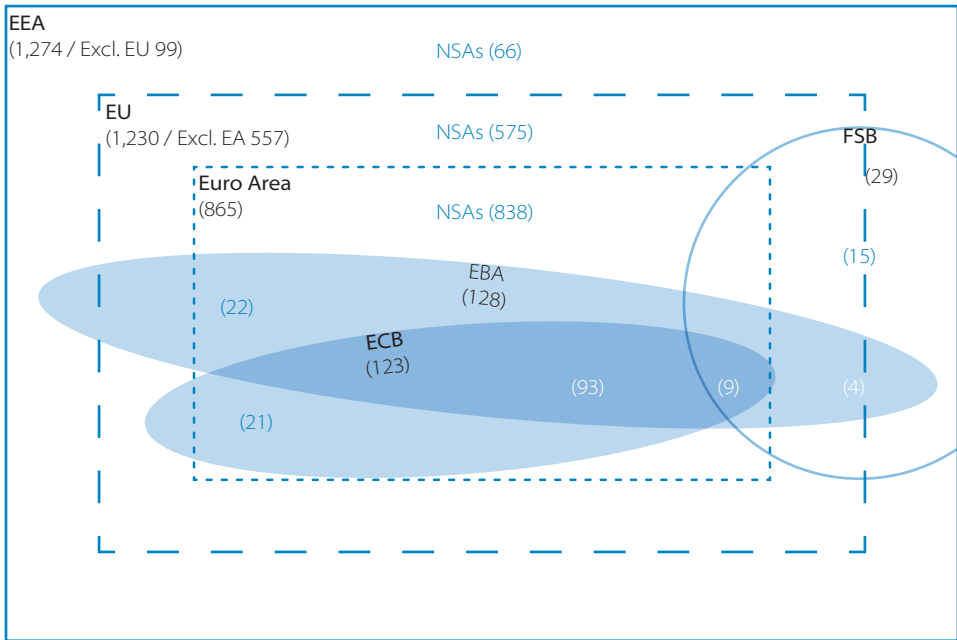 EEA
(1,274 / Excl. EU 99)
NSAs (66)
EU
(1,230 / Excl. EA 557)
NSAs (575)
FSB
(29)
Euro Area
(865)
NSAs (838)
(15)
EBA
(128)
(22)
ECB
(123)
(93)
(9)
(4)
(21)